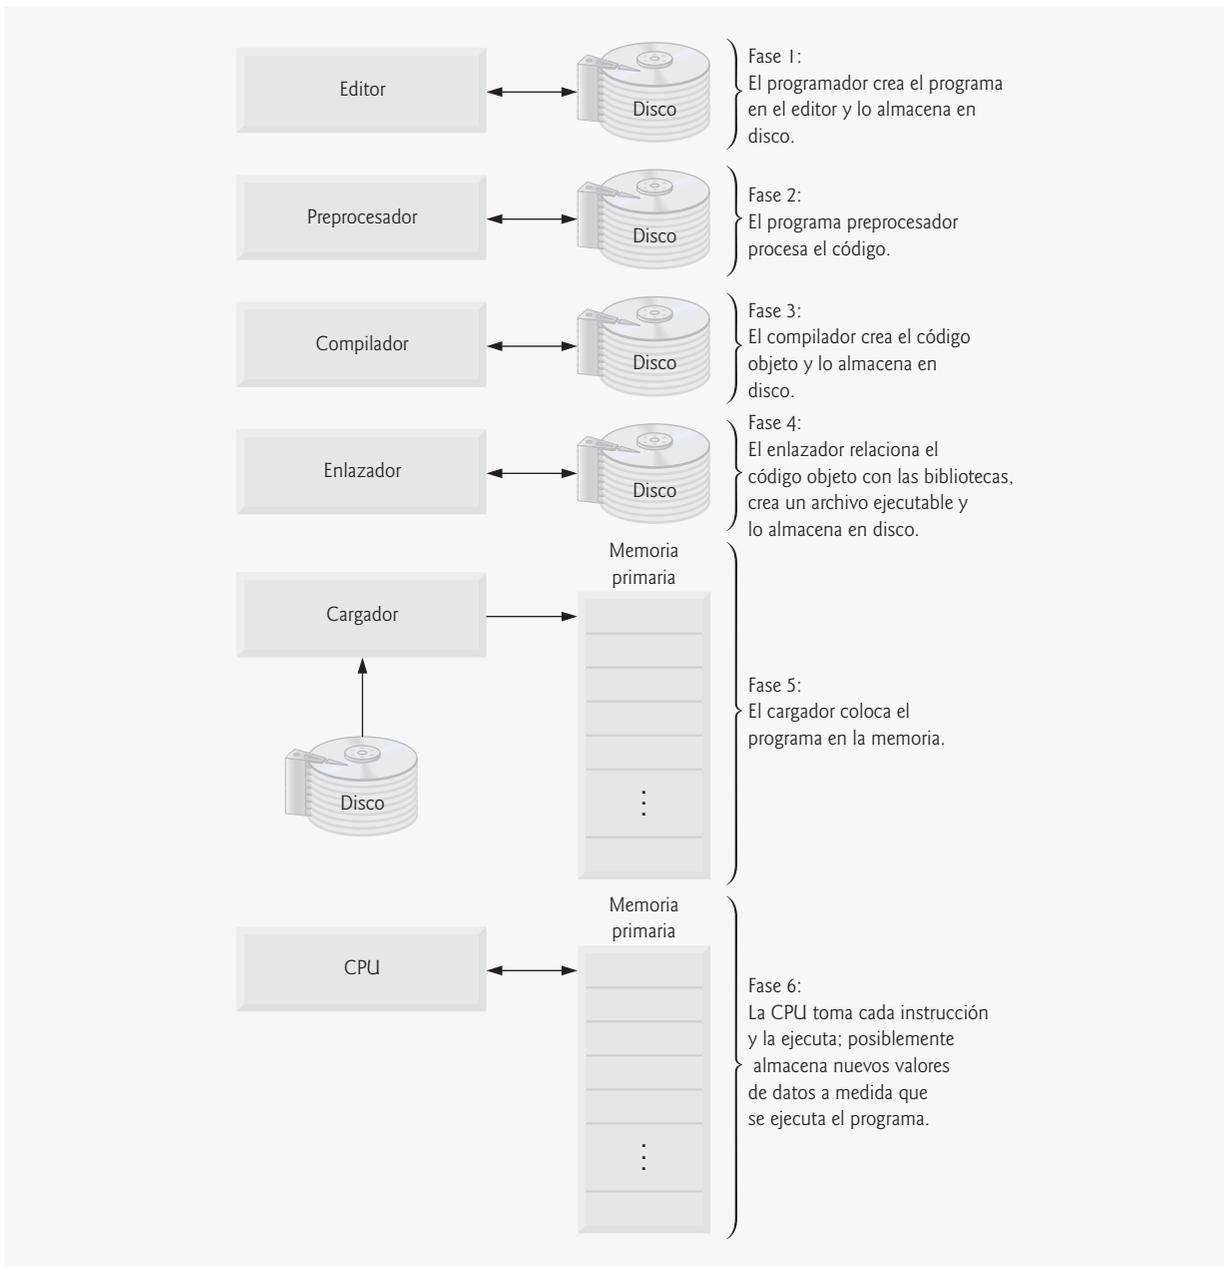 Editor
Disco
Fase 1:
El programador crea el programa
en el editor y lo almacena en
disco.
Preprocesador
Disco
Fase 2:
El programa preprocesador
procesa el código.
Compilador
Disco
Fase 3:
El compilador crea el código
objeto y lo almacena en
disco.
Enlazador
Disco
Fase 4:
El enlazador relaciona el
código objeto con las bibliotecas,
crea un archivo ejecutable y
lo almacena en disco.
Memoria
primaria
Cargador
Disco
Fase 5:
El cargador coloca el
programa en la memoria.
Memoria
primaria
CPU
Fase 6:
La CPU toma cada instrucción
y la ejecuta; posiblemente
almacena nuevos valores
de datos a medida que
se ejecuta el programa.